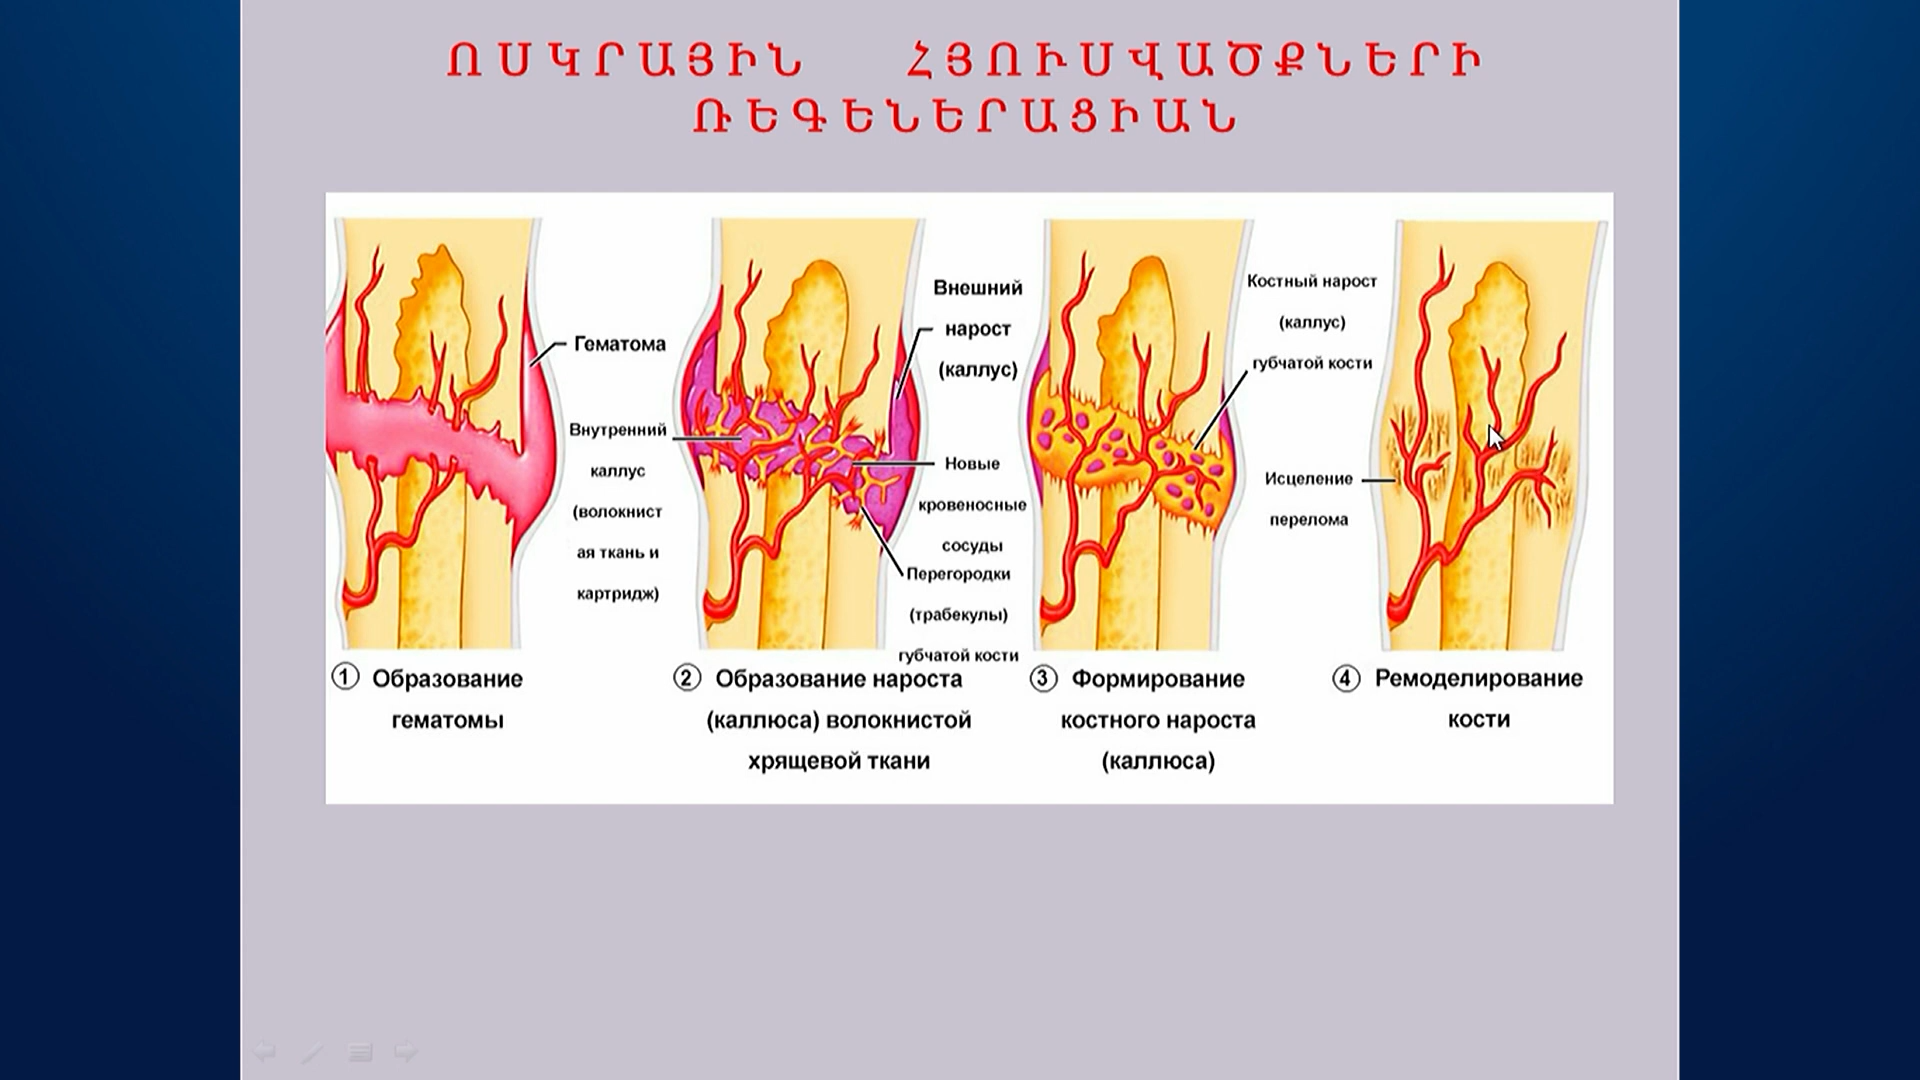 ՈՍԿՐԱՅԻՆ ՀՅՈՒՍՎԱԾՔՆԵՐԻ
ՌԵԳԵՆԵՐԱՑԻԱՆ
Гематома
Внутренний
каллус
(волокнист
ая ткань и
картридж)
Внешний
нарост
(каллус)
Новые
кровеносные
сосуды
Перегородки
(трабекулы)
губчатой кости
Костный нарост
(каллус)
губчатой кости
Исцеление
перелома
1 Образование
гематомы
2 Образование нароста
(каллюса) волокнистой
хрящевой ткани
3 Формирование
костного нароста
(каллюса)
4 Ремоделирование
кости